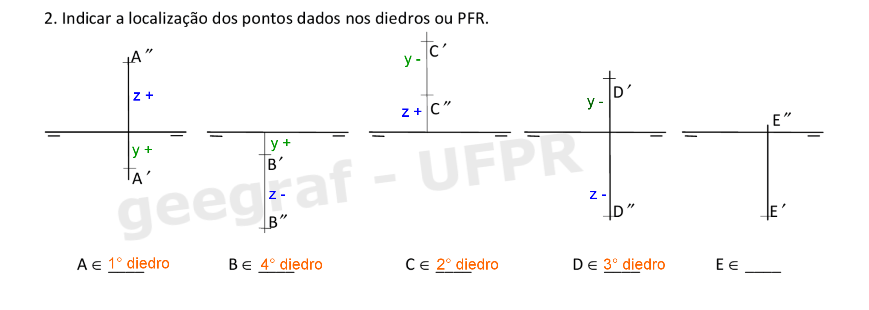 2. Indicar a localização dos pontos dados nos diedros ou PFR.
A″
z +
y +
A′
y +
B′
z -
B″
y -
C′
z +
C″
y -
D′
z -
D″
E″
E′
geegraf - UFPR
A ∈ 1° diedro
B ∈ 4° diedro
C ∈ 2° diedro
D ∈ 3° diedro
E ∈ ____